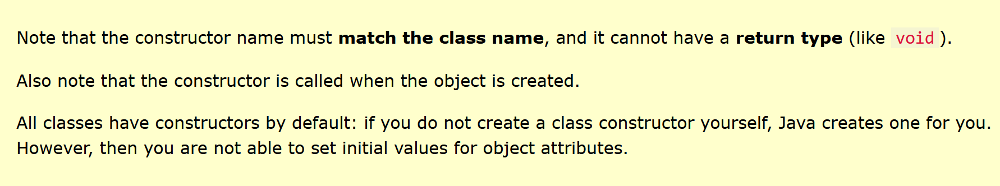 Note that the constructor name must match the class name, and it cannot have a return type (like void).
Also note that the constructor is called when the object is created.
All classes have constructors by default: if you do not create a class constructor yourself, Java creates one for you.
However, then you are not able to set initial values for object attributes.